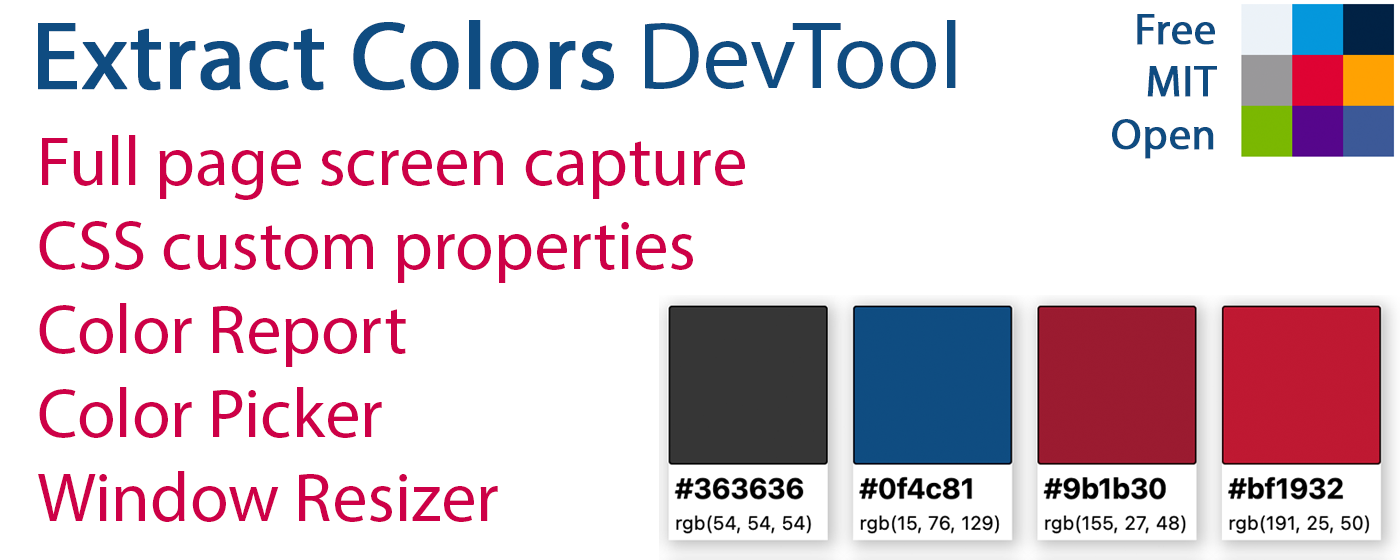 Extract Colors DevTool
Free
MIT
Open
Full page screen capture
CSS custom properties
Color Report
Color Picker
Window Resizer
#363636
rgb(54, 54, 54)
#0f4c81
rgb(15, 76, 129)
#9b1b30
rgb(155, 27, 48)
#bf1932
rgb(191, 25, 50)